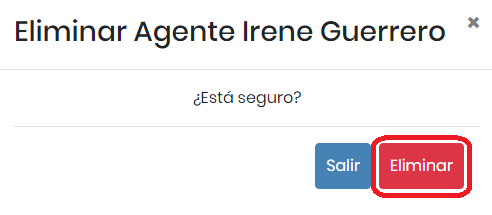 Eliminar Agente Irene Guerrero
¿Está seguro?
Salir Eliminar